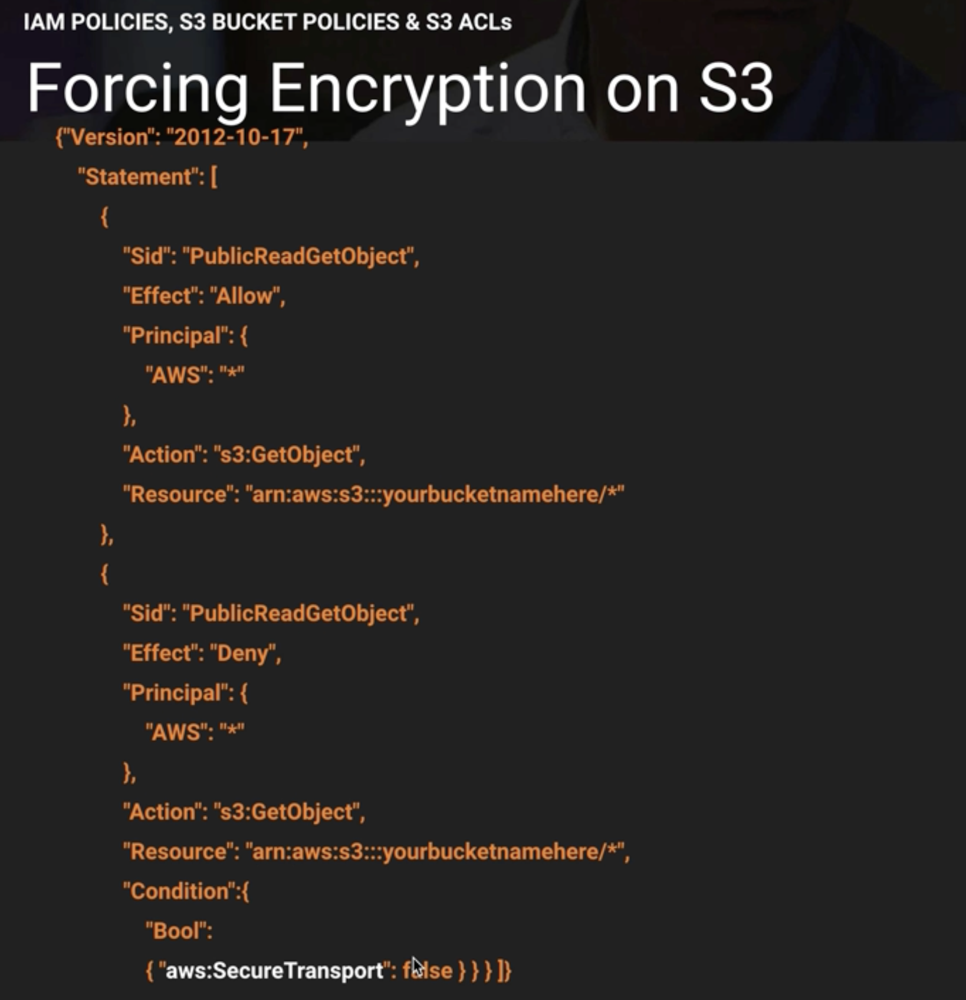 IAM POLICIES, S3 BUCKET POLICIES & S3 ACLs
Forcing Encryption on S3
{"Version": "2012-10-17",
"Statement": [
{
"Sid": "PublicReadGetObject",
"Effect": "Allow",
"Principal": {
"AWS": "*"
},
"Action": "s3:GetObject",
"Resource": "arn:aws:s3:::yourbucketnamehere/*"
},
{
"Sid": "PublicReadGetObject",
"Effect": "Deny",
"Principal": {
"AWS": "*"
},
"Action": "s3:GetObject",
"Resource": "arn:aws:s3:::yourbucketnamehere/*",
"Condition":{
"Bool":
{ "aws:SecureTransport": false } } } ]}